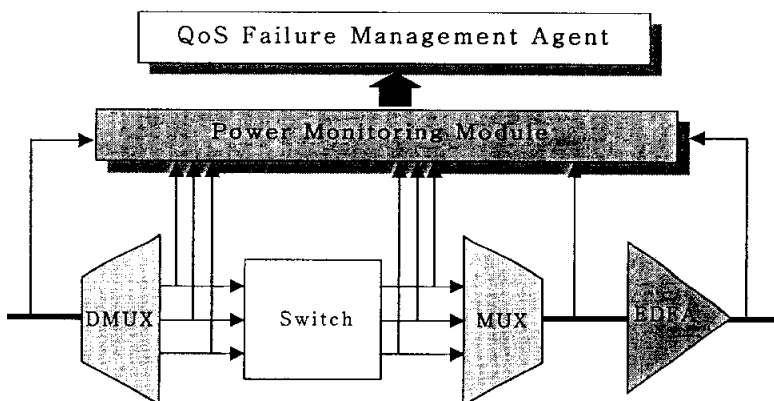 QoS Failure Management Agent
Power Monitoring Module
DMUX
Switch
MUX
EDFA